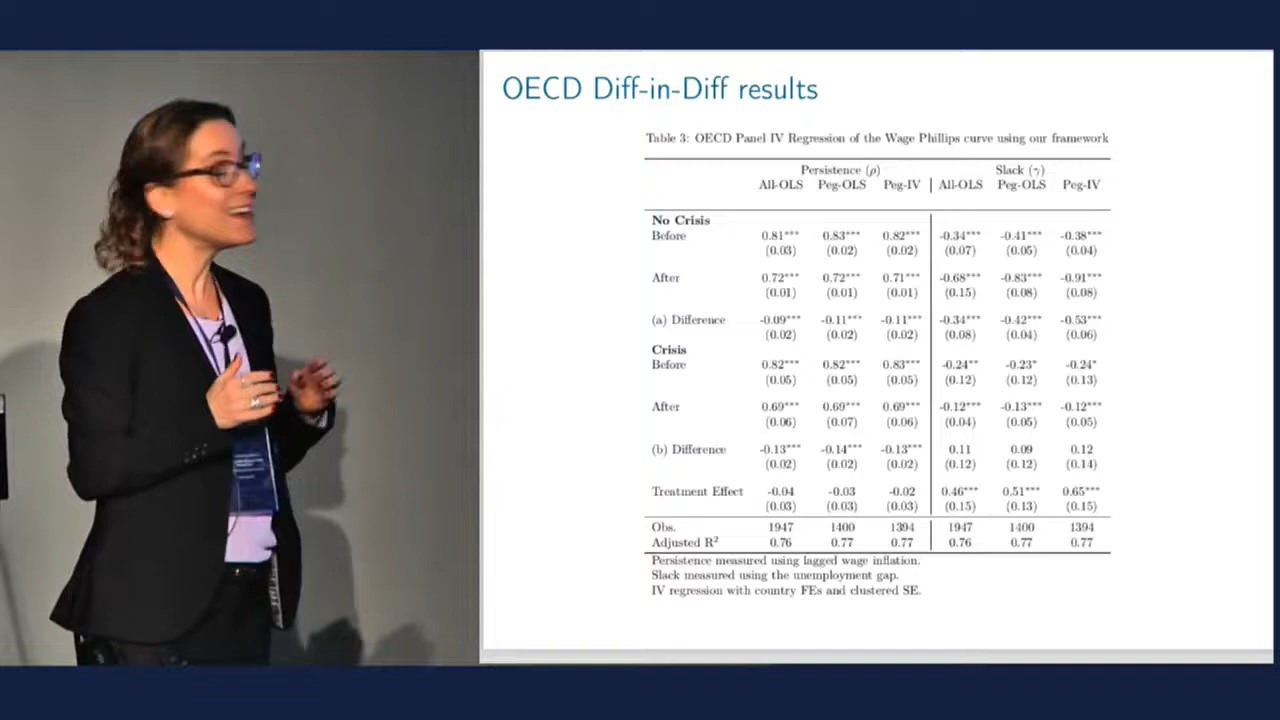 OECD Diff-in-Diff results
Table 3: OECD Panel IV Regression of the Wage Phillips curve using our framework
Persistence (ρ) Slack (γ)
All-OLS Peg-OLS Peg-IV All-OLS Peg-OLS Peg-IV
No Crisis
Before 0.81*** 0.83*** 0.82*** -0.34*** -0.41*** -0.38***
(0.03) (0.02) (0.02) (0.07) (0.05) (0.04)
After 0.72*** 0.72*** 0.71*** -0.68*** -0.83*** -0.91***
(0.01) (0.01) (0.01) (0.15) (0.08) (0.08)
(a) Difference -0.09*** -0.11*** -0.11*** -0.34*** -0.42*** -0.53***
(0.02) (0.02) (0.02) (0.08) (0.04) (0.06)
Crisis
Before 0.82*** 0.82*** 0.83*** -0.24** -0.23* -0.24*
(0.05) (0.05) (0.05) (0.12) (0.12) (0.13)
After 0.69*** 0.69*** 0.69*** -0.12*** -0.13*** -0.12***
(0.06) (0.07) (0.06) (0.04) (0.05) (0.05)
(b) Difference -0.13*** -0.14*** -0.13*** 0.11 0.09 0.12
(0.02) (0.02) (0.02) (0.12) (0.12) (0.14)
Treatment Effect -0.04 -0.03 -0.02 0.46*** 0.51*** 0.65***
(0.03) (0.03) (0.03) (0.15) (0.13) (0.15)
Obs. 1947 1400 1394 1947 1400 1394
Adjusted R² 0.76 0.77 0.77 0.76 0.77 0.77
Persistence measured using lagged wage inflation.
Slack measured using the unemployment gap.
IV regression with country FEs and clustered SE.